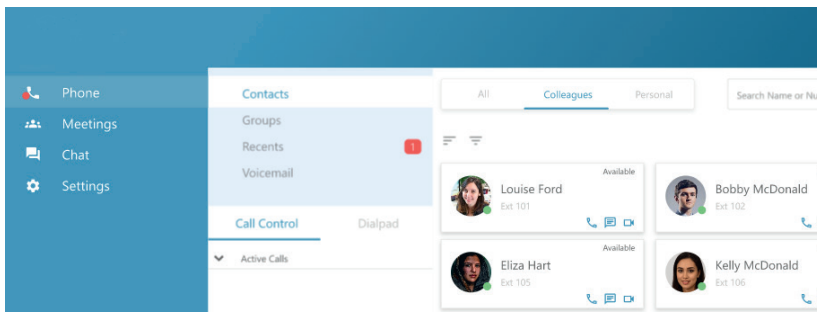 Phone
Meetings
Chat
Settings
Contacts
Groups
Recents 1
Voicemail
Call Control Dialpad
Active Calls
All Colleagues Personal
Search Name or Nu
Available
Louise Ford
Ext 101
Bobby McDonald
Ext 102
Available
Eliza Hart
Ext 105
Kelly McDonald
Ext 106